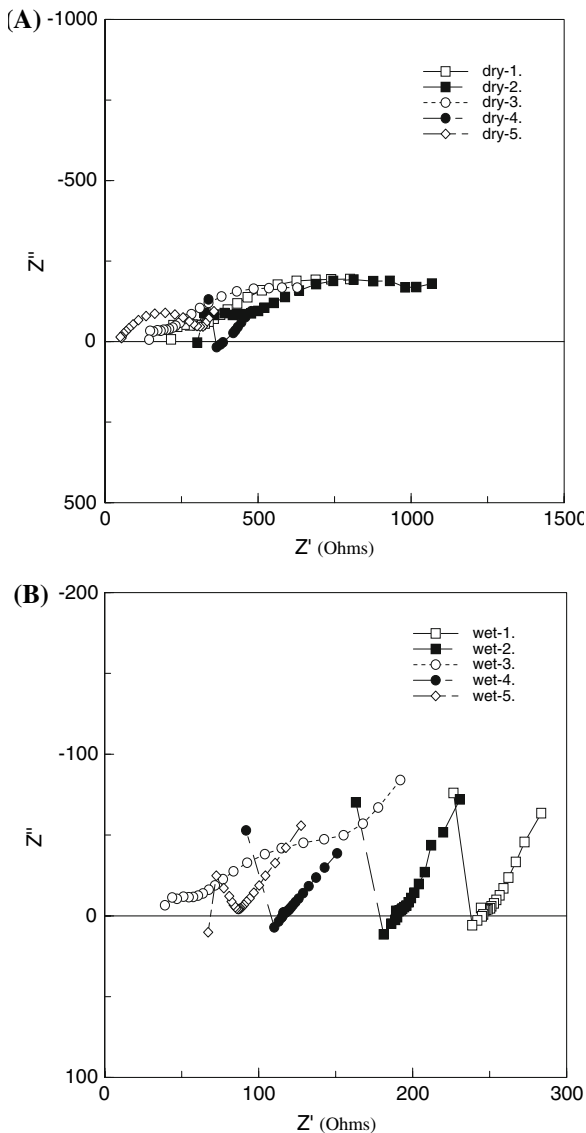 (A)
-1000
-500
0
500
Z''
dry-1.
dry-2.
dry-3.
dry-4.
dry-5.
0
500
1000
1500
Z' (Ohms)
(B)
-200
-100
0
100
Z''
wet-1.
wet-2.
wet-3.
wet-4.
wet-5.
0
100
200
300
Z' (Ohms)